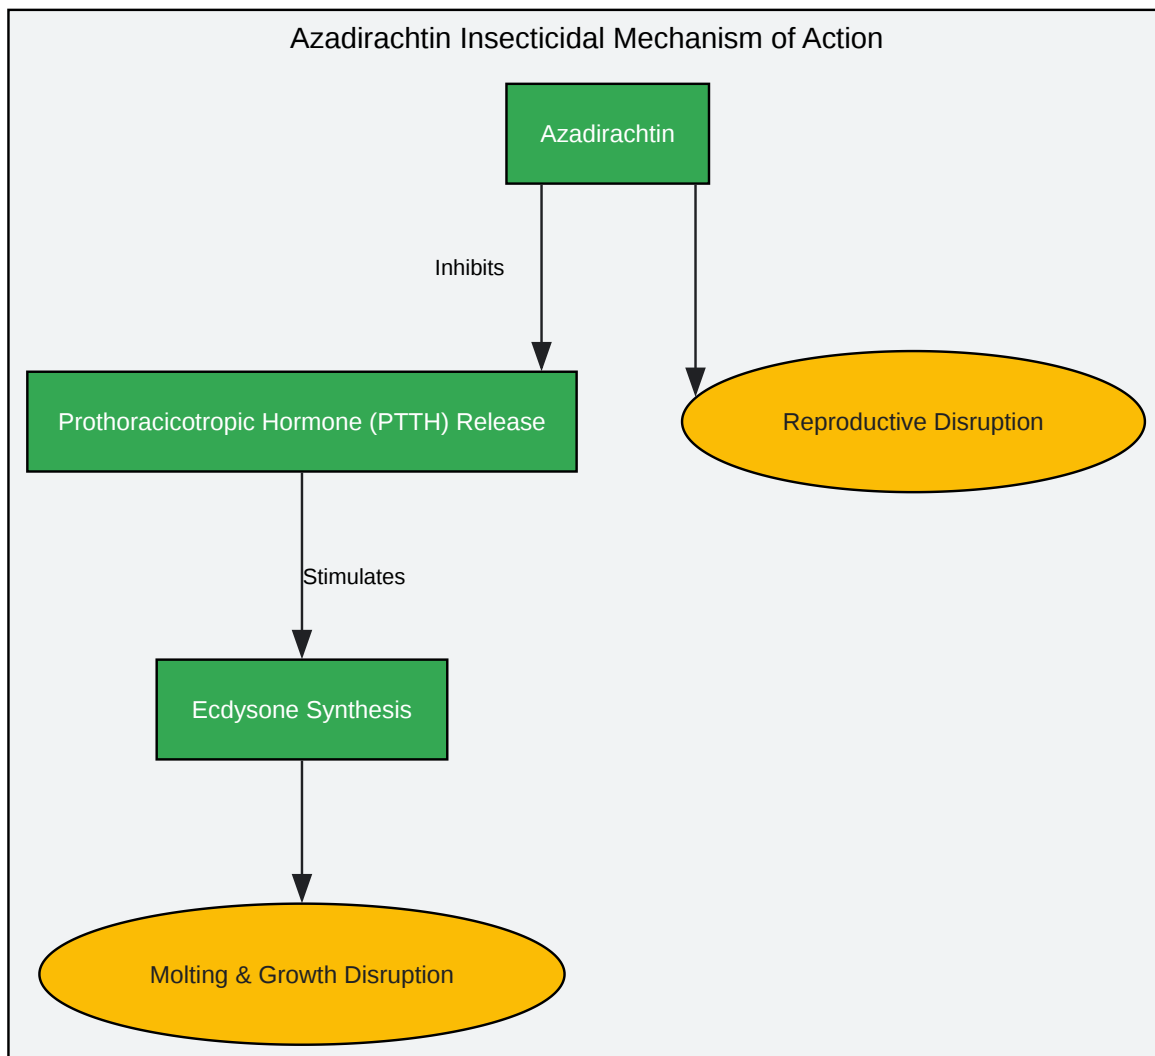 Azadirachtin Insecticidal Mechanism of Action
Azadirachtin
Inhibits
Prothoracicotropic Hormone (PTTH) Release
Reproductive Disruption
Stimulates
Ecdysone Synthesis
Molting & Growth Disruption